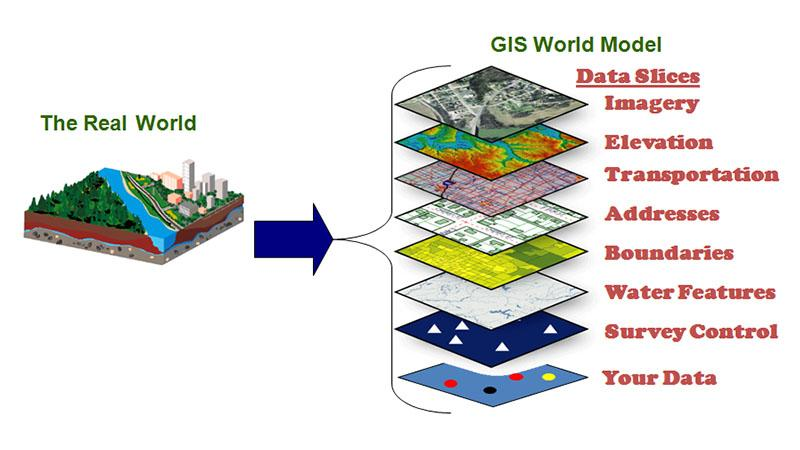 GIS World Model
The Real World
Data Slices
Imagery
Elevation
Transportation
Addresses
Boundaries
Water Features
Survey Control
Your Data